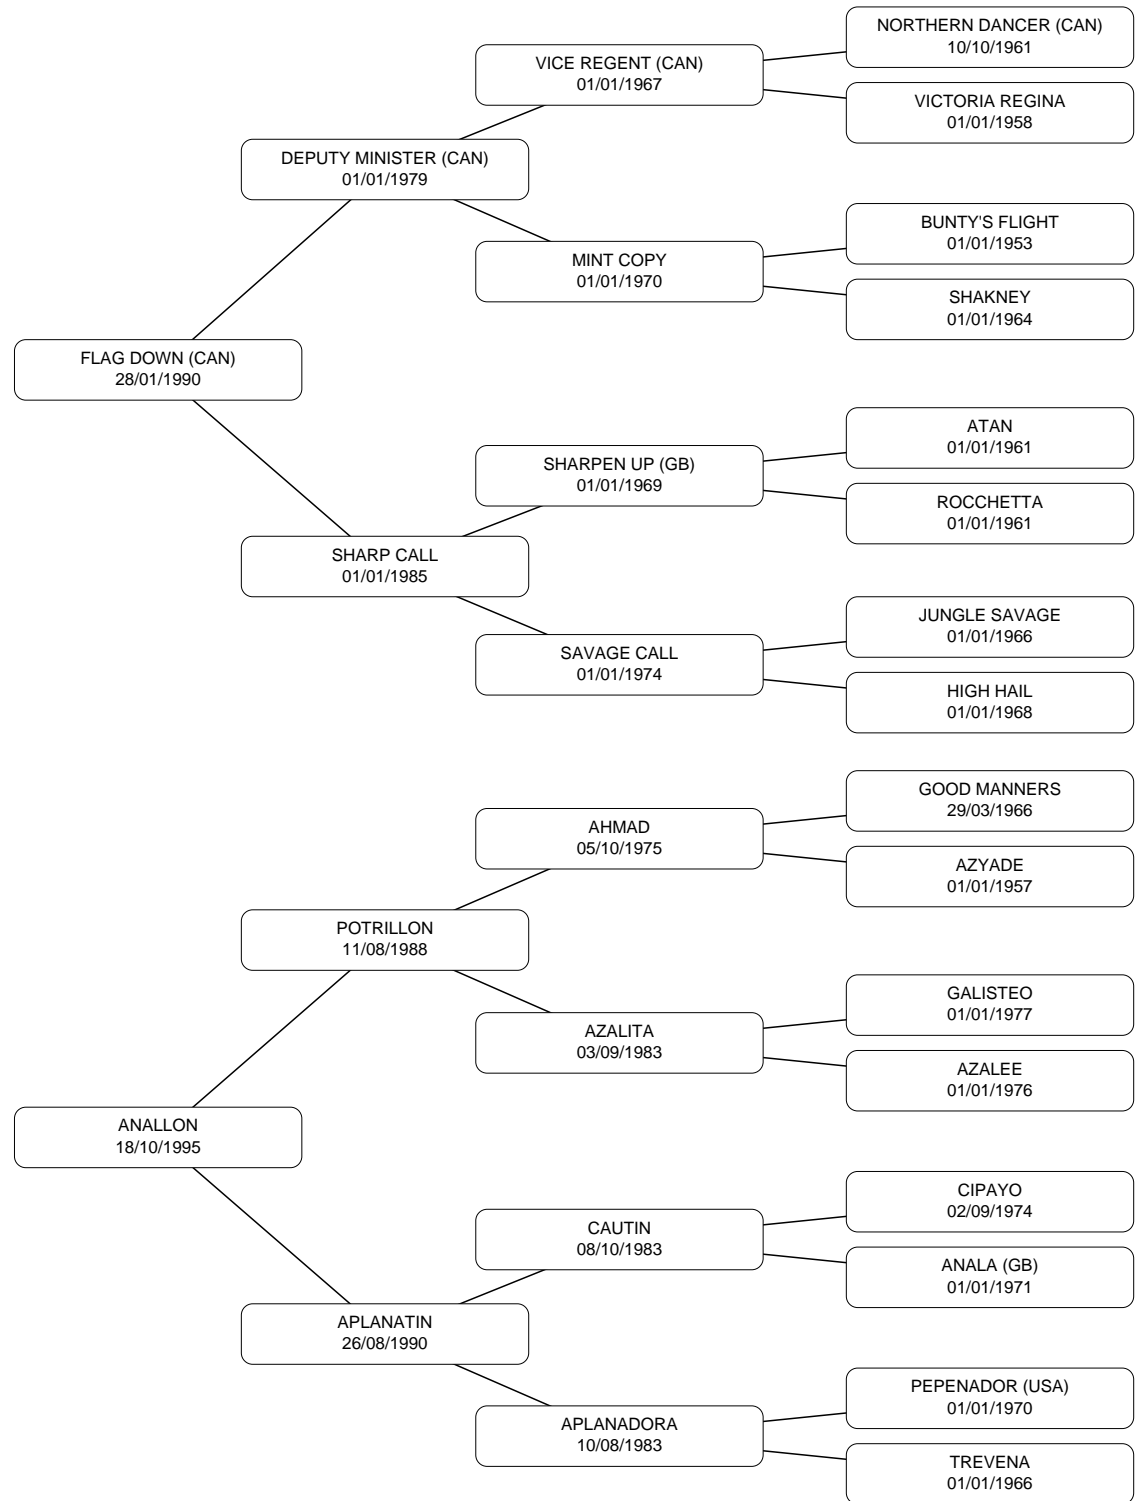 NORTHERN DANCER (CAN)
10/10/1961
VICE REGENT (CAN)
01/01/1967
VICTORIA REGINA
01/01/1958
DEPUTY MINISTER (CAN)
01/01/1979
BUNTY'S FLIGHT
01/01/1953
MINT COPY
01/01/1970
SHAKNEY
01/01/1964
FLAG DOWN (CAN)
28/01/1990
ATAN
01/01/1961
SHARPEN UP (GB)
01/01/1969
ROCCHETTA
01/01/1961
SHARP CALL
01/01/1985
JUNGLE SAVAGE
01/01/1966
SAVAGE CALL
01/01/1974
HIGH HAIL
01/01/1968
GOOD MANNERS
29/03/1966
AHMAD
05/10/1975
AZYADE
01/01/1957
POTRILLON
11/08/1988
GALISTEO
01/01/1977
AZALITA
03/09/1983
AZALEE
01/01/1976
ANALLON
18/10/1995
CIPAYO
02/09/1974
CAUTIN
08/10/1983
ANALA (GB)
01/01/1971
APLANATIN
26/08/1990
PEPENADOR (USA)
01/01/1970
APLANADORA
10/08/1983
TREVENA
01/01/1966